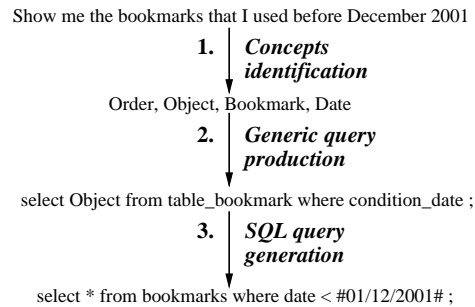 Show me the bookmarks that I used before December 2001
1. Concepts
identification
Order, Object, Bookmark, Date
2. Generic query
production
select Object from table_bookmark where condition_date ;
3. SQL query
generation
select * from bookmarks where date < #01/12/2001# ;